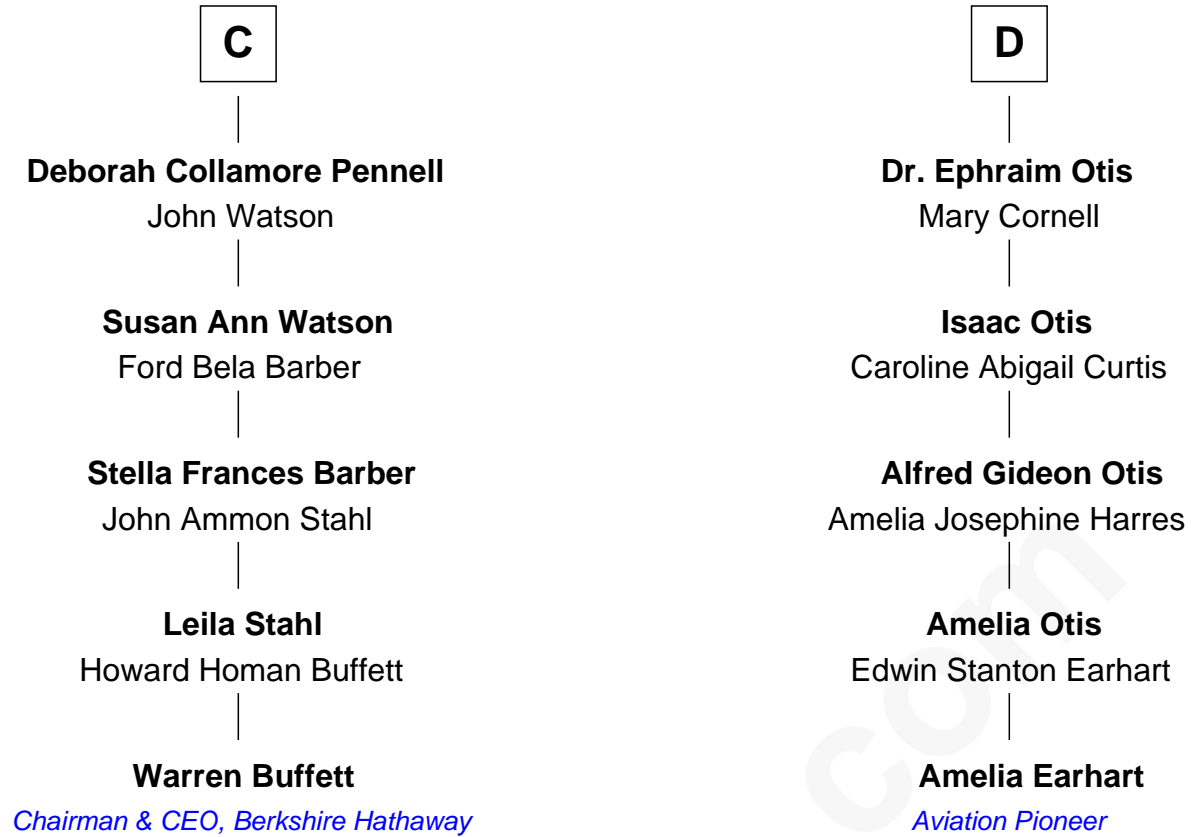 C
D
Deborah Collamore Pennell
John Watson
Dr. Ephraim Otis
Mary Cornell
Susan Ann Watson
Ford Bela Barber
Isaac Otis
Caroline Abigail Curtis
Stella Frances Barber
John Ammon Stahl
Alfred Gideon Otis
Amelia Josephine Harres
Leila Stahl
Howard Homan Buffett
Amelia Otis
Edwin Stanton Earhart
Warren Buffett
Chairman & CEO, Berkshire Hathaway
Amelia Earhart
Aviation Pioneer
com